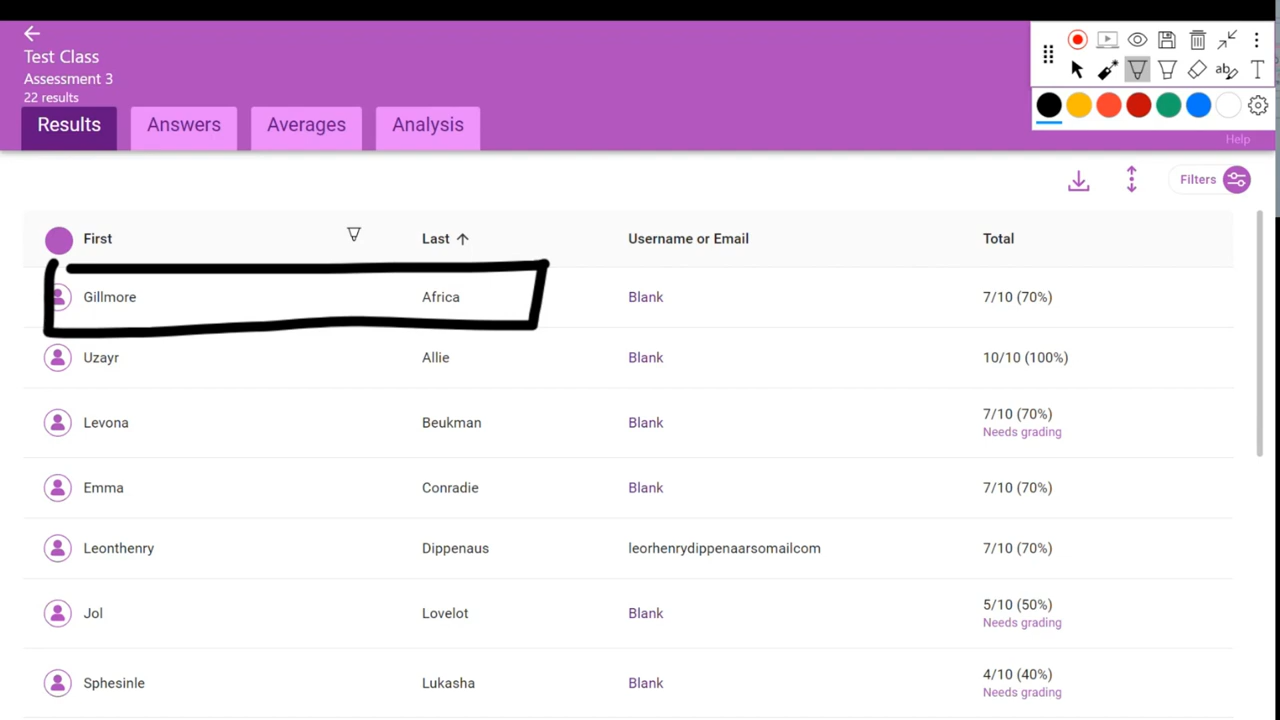 Test Class
Assessment 3
22 results
Results Answers Averages Analysis
Help
Filters
First Last Username or Email Total
Gillmore Africa Blank 7/10 (70%)
Uzayr Allie Blank 10/10 (100%)
Levona Beukman Blank 7/10 (70%)
Needs grading
Emma Conradie Blank 7/10 (70%)
Leonthenry Dippenaus leorhenrydippenaarsomailcom 7/10 (70%)
Jol Lovelot Blank 5/10 (50%)
Needs grading
Sphesinle Lukasha Blank 4/10 (40%)
Needs grading